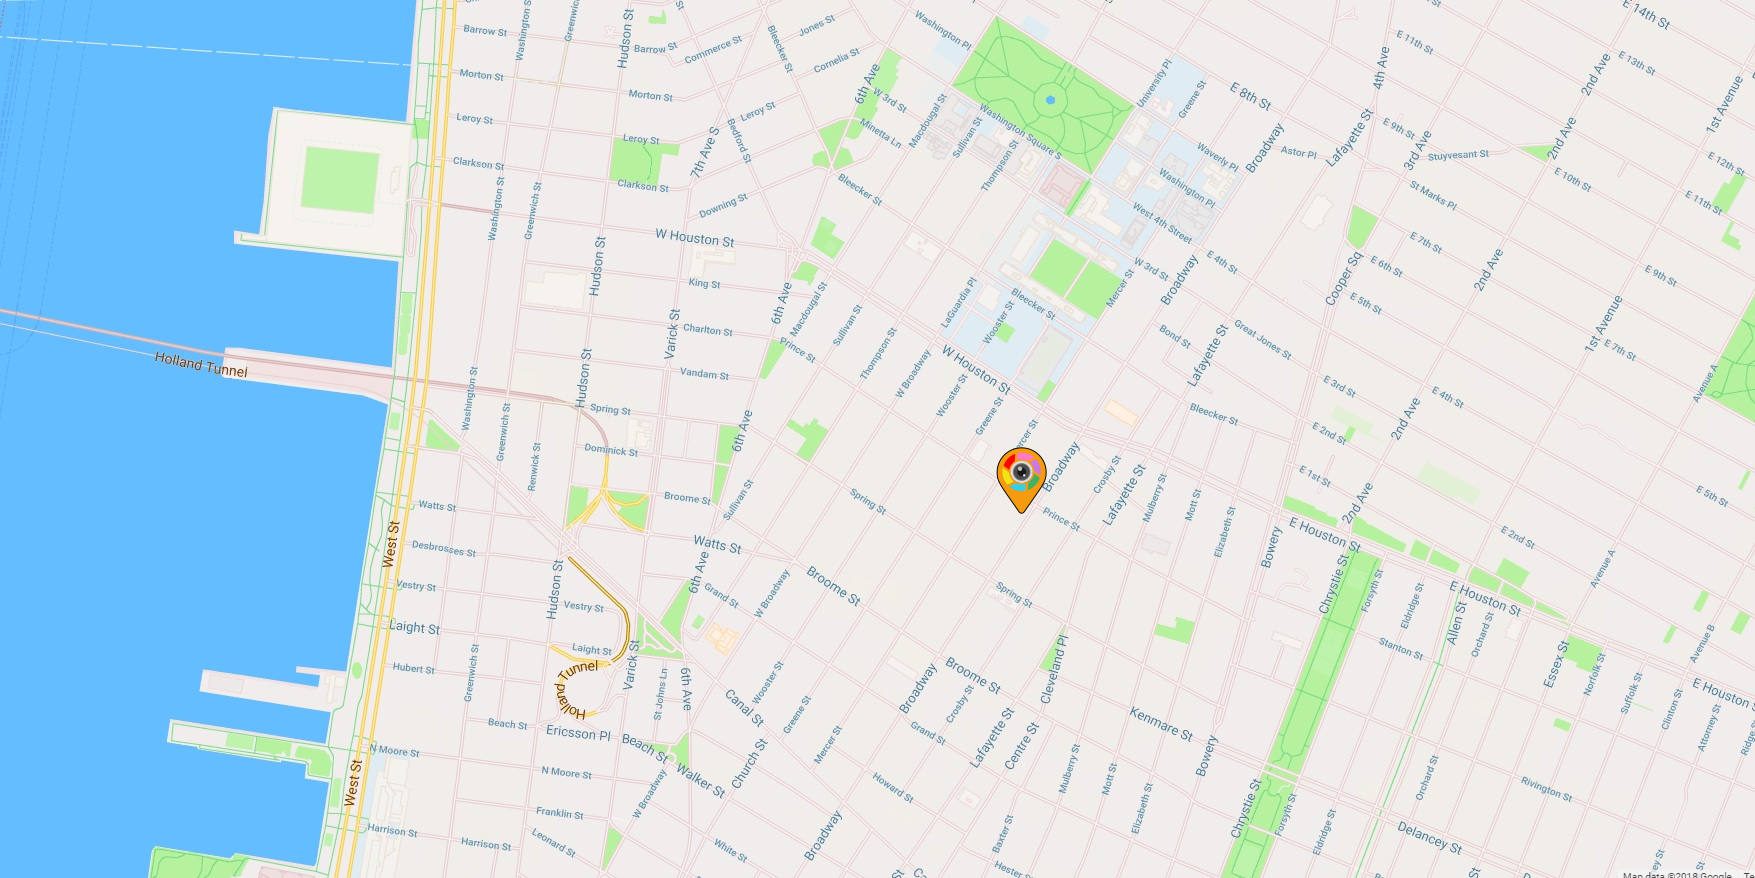 E 14th St
Barrow St
Washington St
Greenwich
Hudson St
Barrow St
Commerce St
Jones St
Cornelia St
Bleecker St
Washington Pl
University Pl
Greene St
E 8th St
4th Ave
E 11th St
E 13th St
2nd Ave
1st Avenue
Morton St
Morton St
6th Ave
W 3rd St
Macdougal St
Sullivan St
Washington Square S
Minetta Ln
Leroy St
Leroy St
Leroy St
Bedford St
7th Ave S
Thompson St
Broadway
Lafayette St
E 9th St
3rd Ave
2nd Ave
E 12th St
Astor Pl
Stuyvesant St
Waverly Pl
Washington Pl
E 10th St
Clarkson St
Clarkson St
Bleecker St
St Marks Pl
E 11th St
Washington St
Greenwich St
Downing St
West 4th Street
W Houston St
E 7th St
Hudson St
W 3rd St
E 4th St
E 6th St
2nd Ave
E 9th St
King St
6th Ave
Macdougal St
LaGuardia Pl
Bleecker St
Mercer St
Broadway
Cooper Sq
E 5th St
Varick St
Charlton St
Sullivan St
Thompson St
Wooster St
Bond St
Lafayette St
Great Jones St
1st Avenue
E 7th St
Holland Tunnel
Prince St
W Houston St
Hudson St
Vandam St
W Broadway
Wooster St
E 3rd St
E 4th St
Avenue A
Washington St
Greenwich St
Spring St
6th Ave
Greene St
Bleecker St
2nd Ave
E 2nd St
Renwick St
Dominick St
Broadway
Crosby St
Lafayette St
Mulberry St
Mott St
Elizabeth St
E 1st St
2nd Ave
E 5th St
Watts St
Broome St
Sullivan St
Spring St
Prince St
E Houston St
E 2nd St
West St
Desbrosses St
Watts St
Bowery
Vestry St
Hudson St
6th Ave
Grand St
W Broadway
Broome St
Spring St
Chrystie St
Forsyth St
Eldridge St
Avenue A
E Houston St
Vestry St
Laight St
Laight St
Allen St
Orchard St
Stanton St
Avenue B
Hubert St
Greenwich St
Holland Tunnel
Varick St
St Johns Ln
6th Ave
Wooster St
Broadway
Broome St
Cleveland Pl
Essex St
Norfolk St
Suffolk St
Clinton St
Attorney St
Ridge St
E Houston St
Beach St
Ericsson Pl
Canal St
Greene St
Crosby St
Grand St
Lafayette St
Centre St
Kenmare St
Bowery
N Moore St
Beach St
Walker St
Church St
Mercer St
Mulberry St
Mott St
West St
N Moore St
W Broadway
Howard St
Elizabeth St
Chrystie St
Forsyth St
Orchard St
Rivington St
Franklin St
Harrison St
Harrison St
Leonard St
White St
Broadway
Baxter St
Hester St
Eldridge St
Delancey St
Map data ©2018 Google